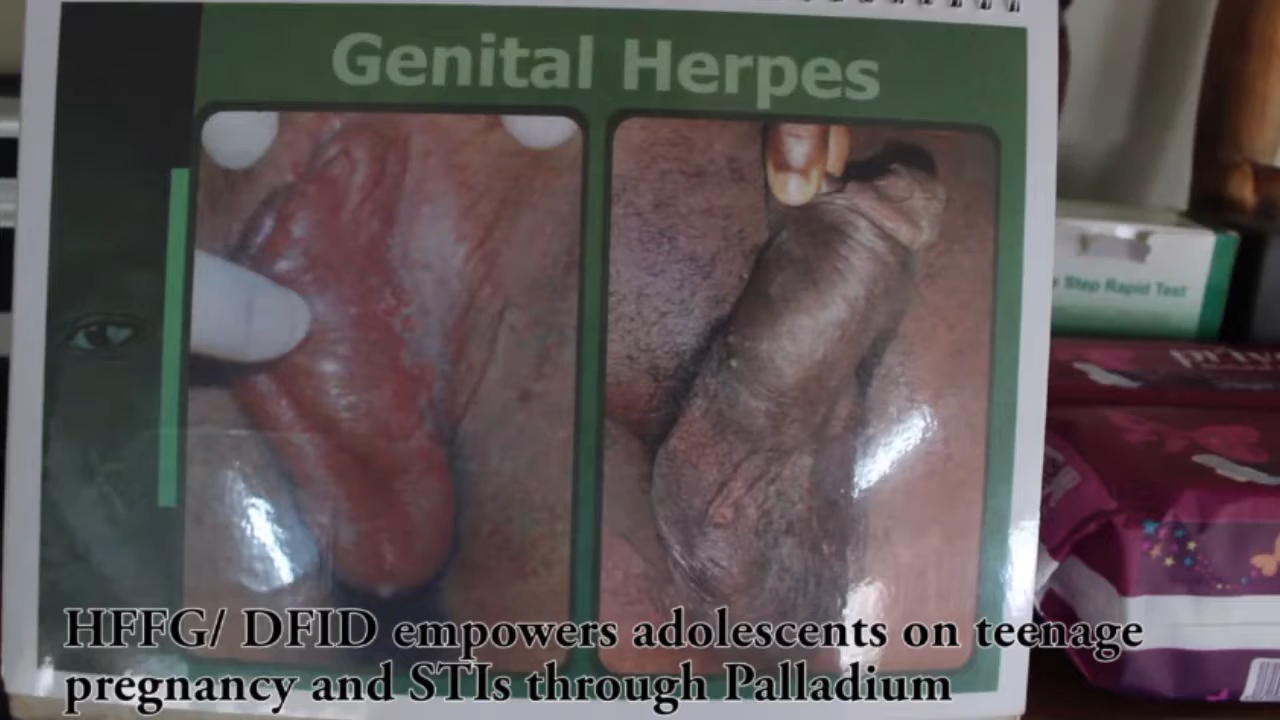 Genital Herpes
Step Rapid Test
HFFG/ DFID empowers adolescents on teenage
pregnancy and STIs through Palladium